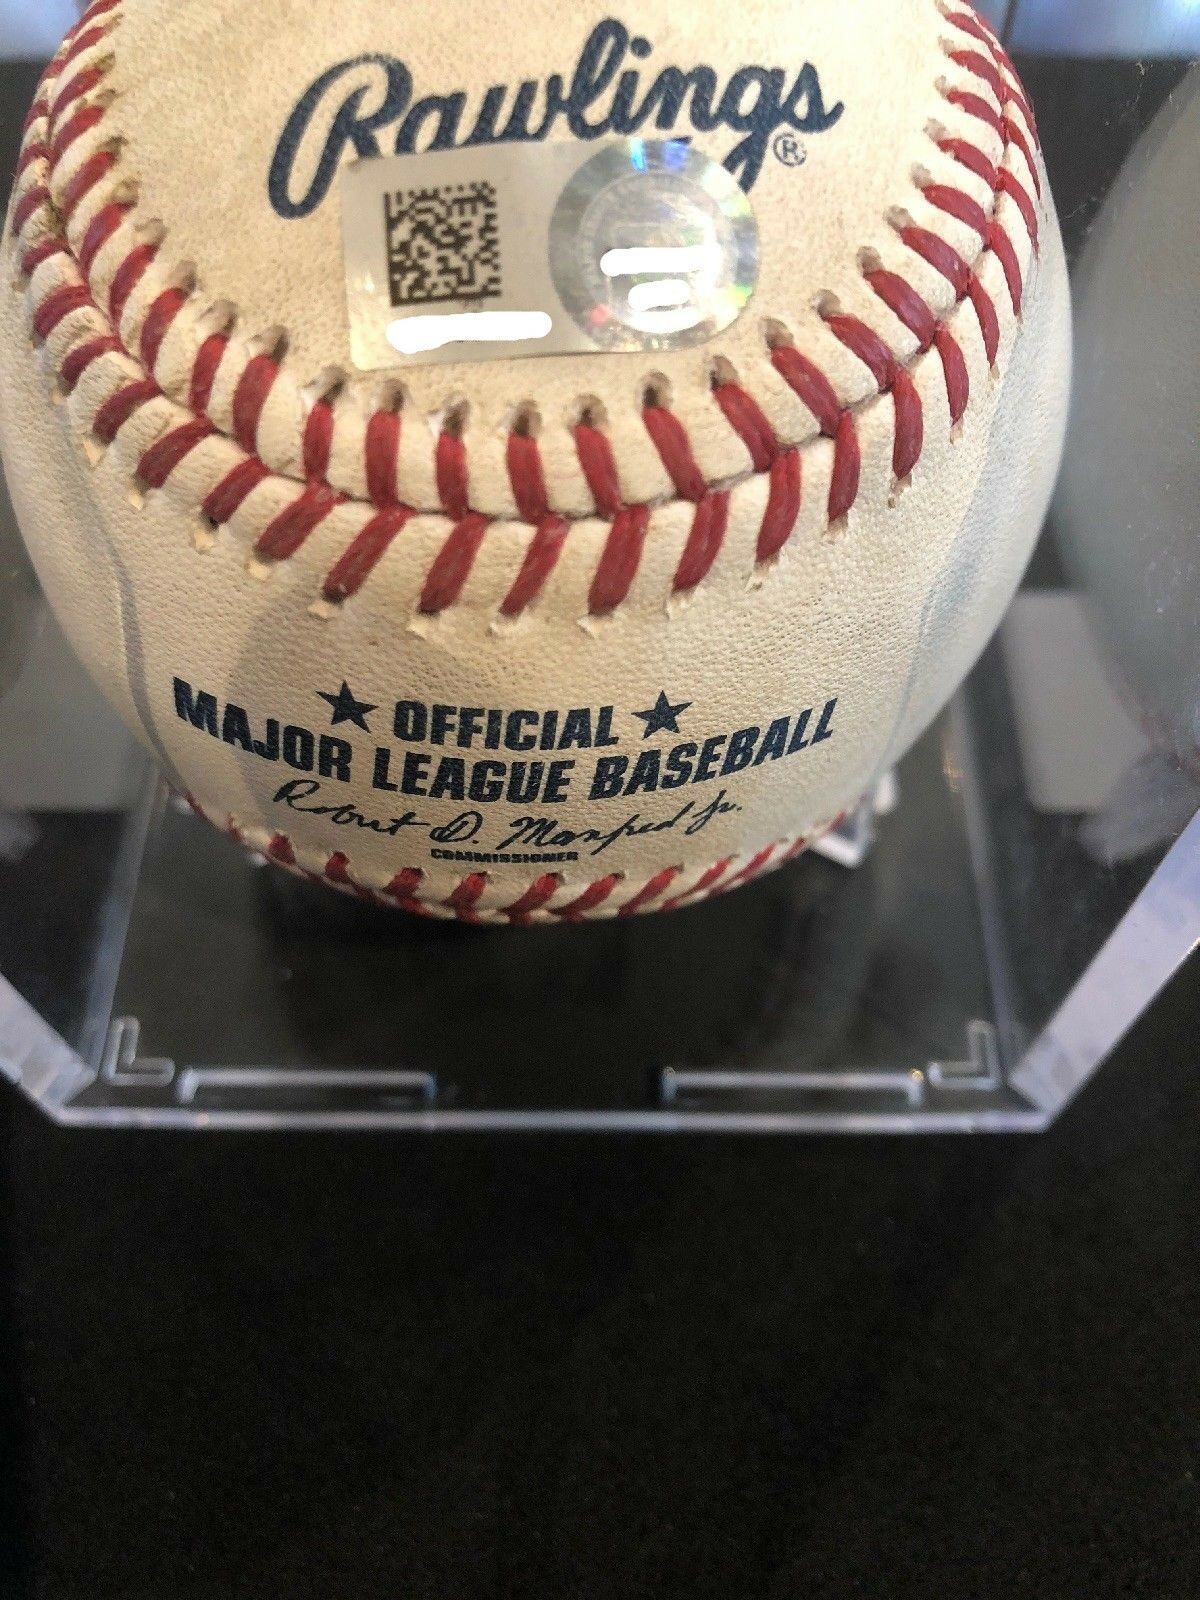 Rawlings®
OFFICIAL
MAJOR LEAGUE BASEBALL
Robert D. Manfred Jr.
COMMISSIONER